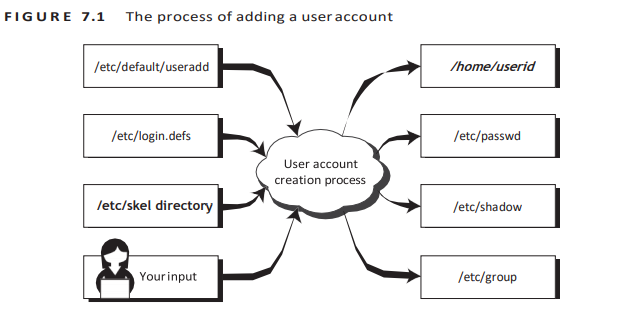 FIGURE 7.1 The process of adding a user account
/etc/default/useradd
/home/userid
/etc/login.defs
/etc/passwd
User account
creation process
/etc/skel directory
/etc/shadow
Your input
/etc/group